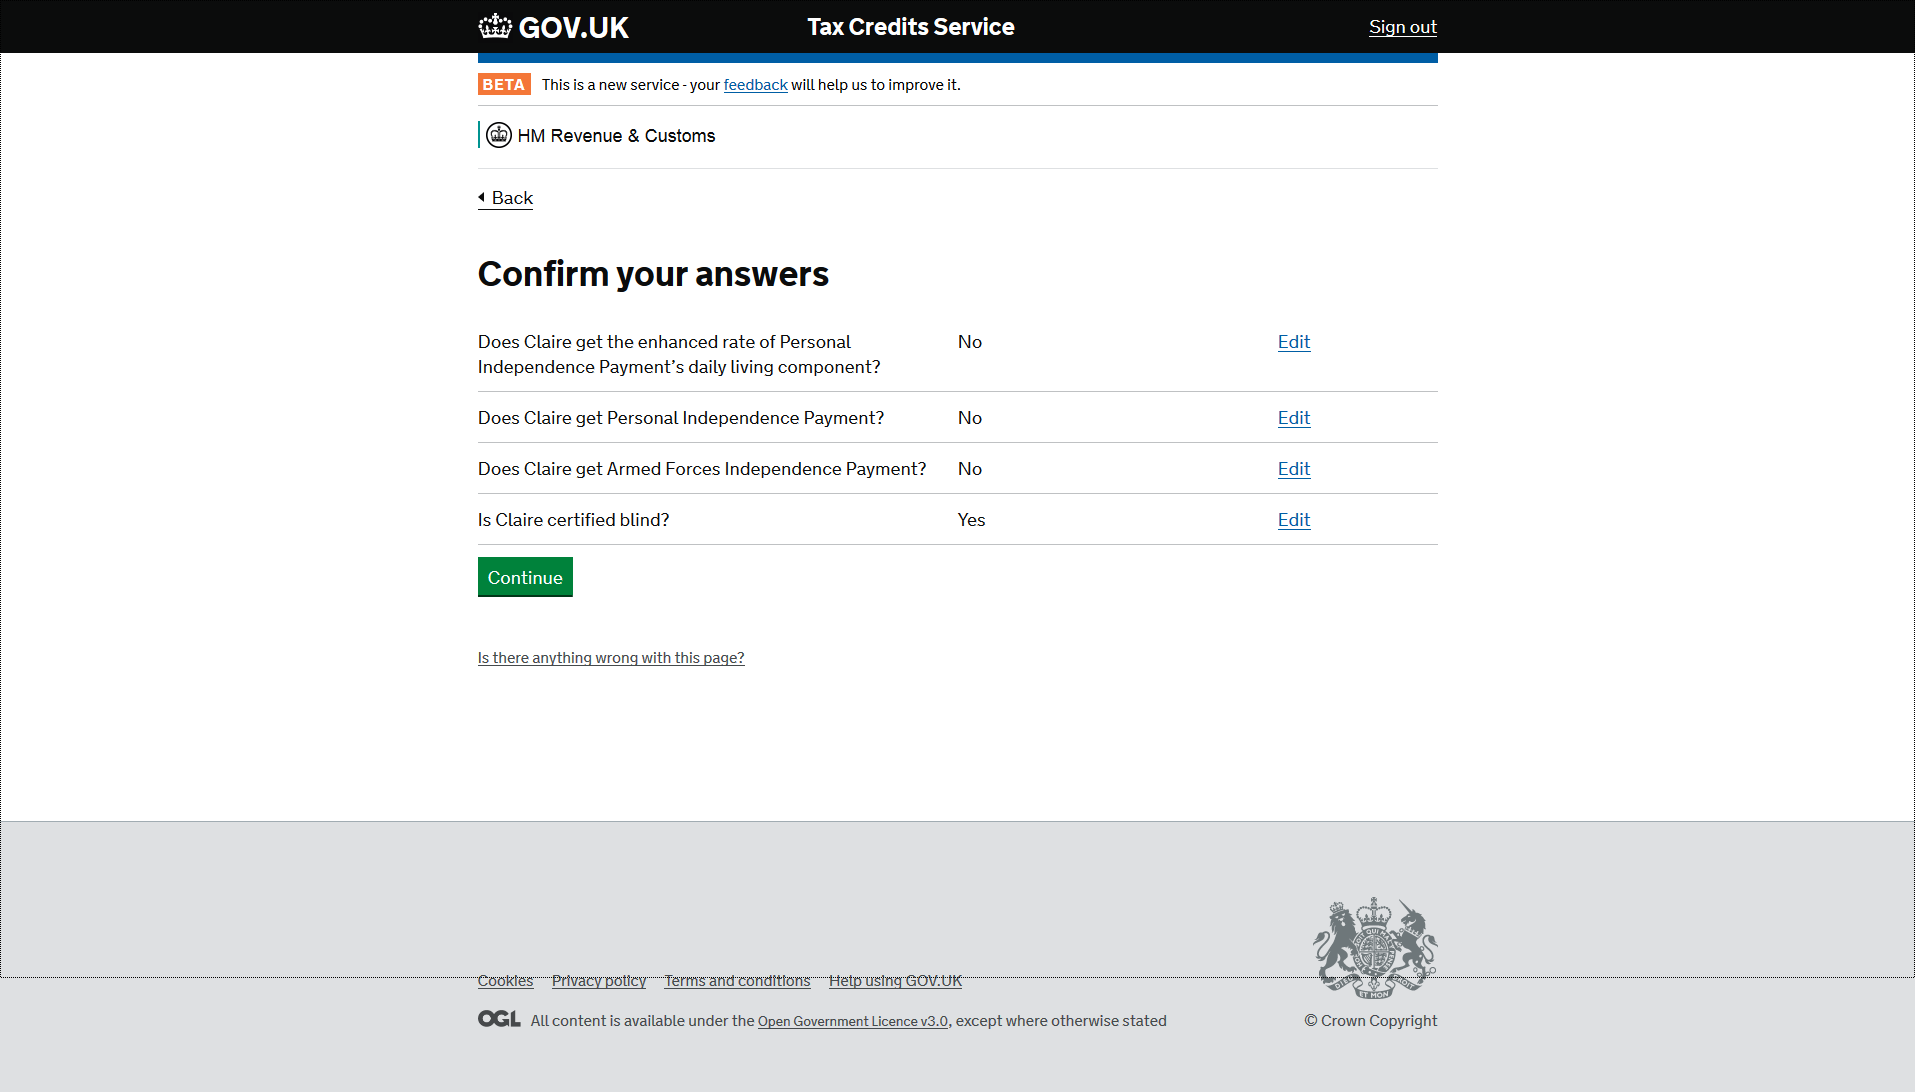 GOV.UK Tax Credits Service Sign out
BETA This is a new service - your feedback will help us to improve it.
HM Revenue & Customs
Back
Confirm your answers
Does Claire get the enhanced rate of Personal No Edit
Independence Payment’s daily living component?
Does Claire get Personal Independence Payment? No Edit
Does Claire get Armed Forces Independence Payment? No Edit
Is Claire certified blind? Yes Edit
Continue
Is there anything wrong with this page?
Cookies Privacy policy Terms and conditions Help using GOV.UK
OGL All content is available under the Open Government Licence v3.0, except where otherwise stated © Crown Copyright